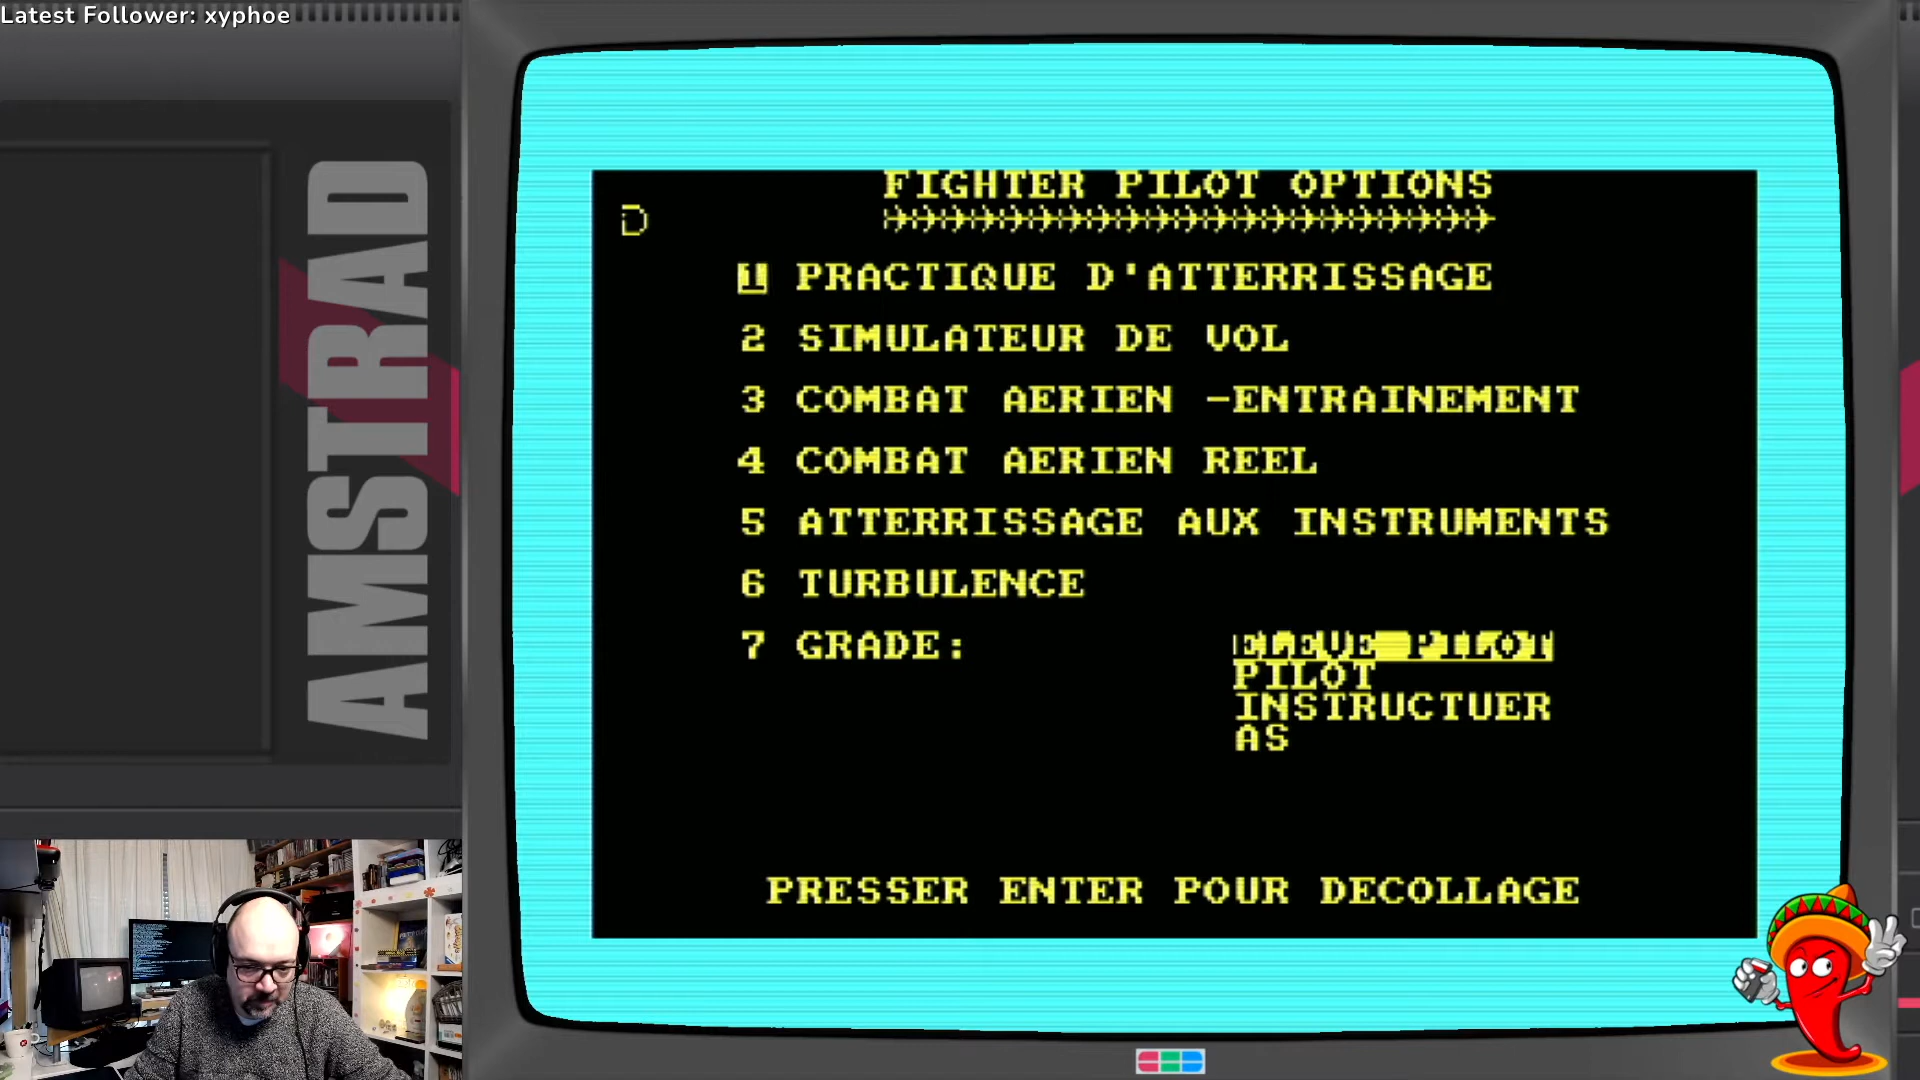 Latest Follower: xyphoe
AMSTRAD
FIGHTER PILOT OPTIONS
D
1 PRACTIQUE D'ATTERRISSAGE
2 SIMULATEUR DE VOL
3 COMBAT AERIEN -ENTRAINEMENT
4 COMBAT AERIEN REEL
5 ATTERRISSAGE AUX INSTRUMENTS
6 TURBULENCE
7 GRADE: ELEVE PILOT
PILOT
INSTRUCTUER
AS
PRESSER ENTER POUR DECOLLAGE